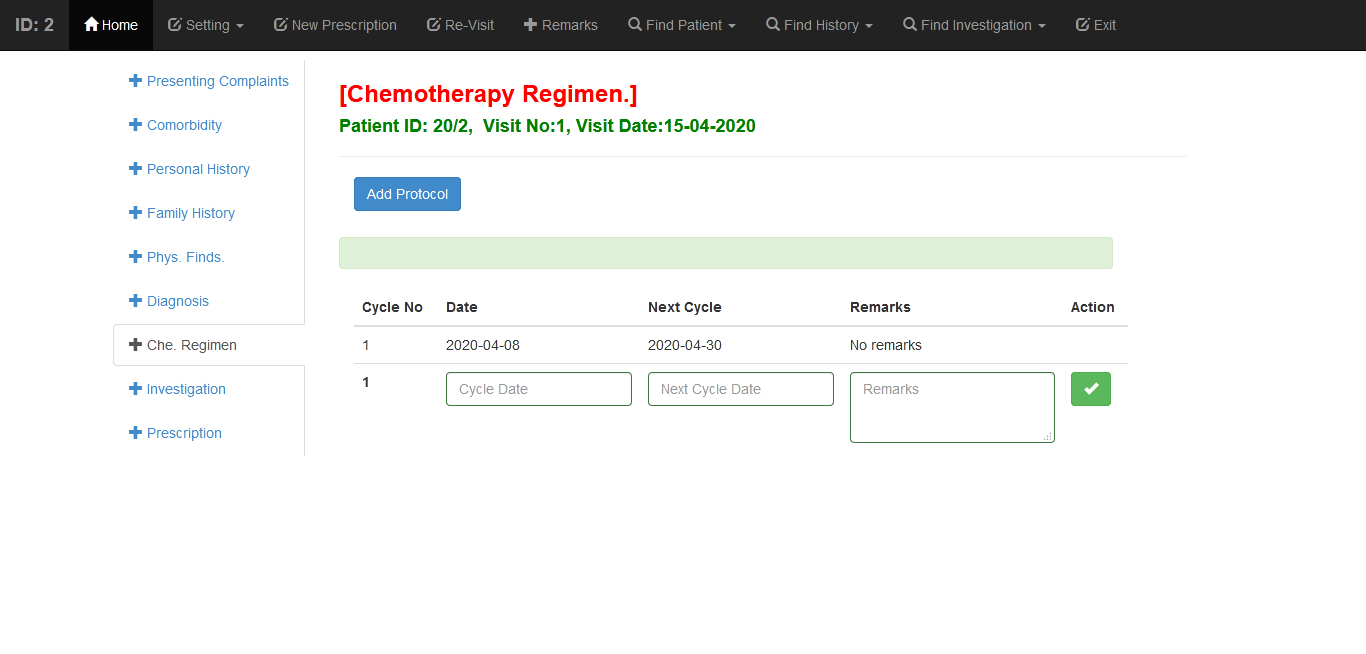 ID: 2 Home Setting New Prescription Re-Visit Remarks Find Patient Find History Find Investigation Exit
Presenting Complaints
Comorbidity
Personal History
Family History
Phys. Finds.
Diagnosis
Che. Regimen
Investigation
Prescription
[Chemotherapy Regimen.]
Patient ID: 20/2, Visit No:1, Visit Date:15-04-2020
Add Protocol
Cycle No Date Next Cycle Remarks Action
1 2020-04-08 2020-04-30 No remarks
1 Cycle Date Next Cycle Date Remarks